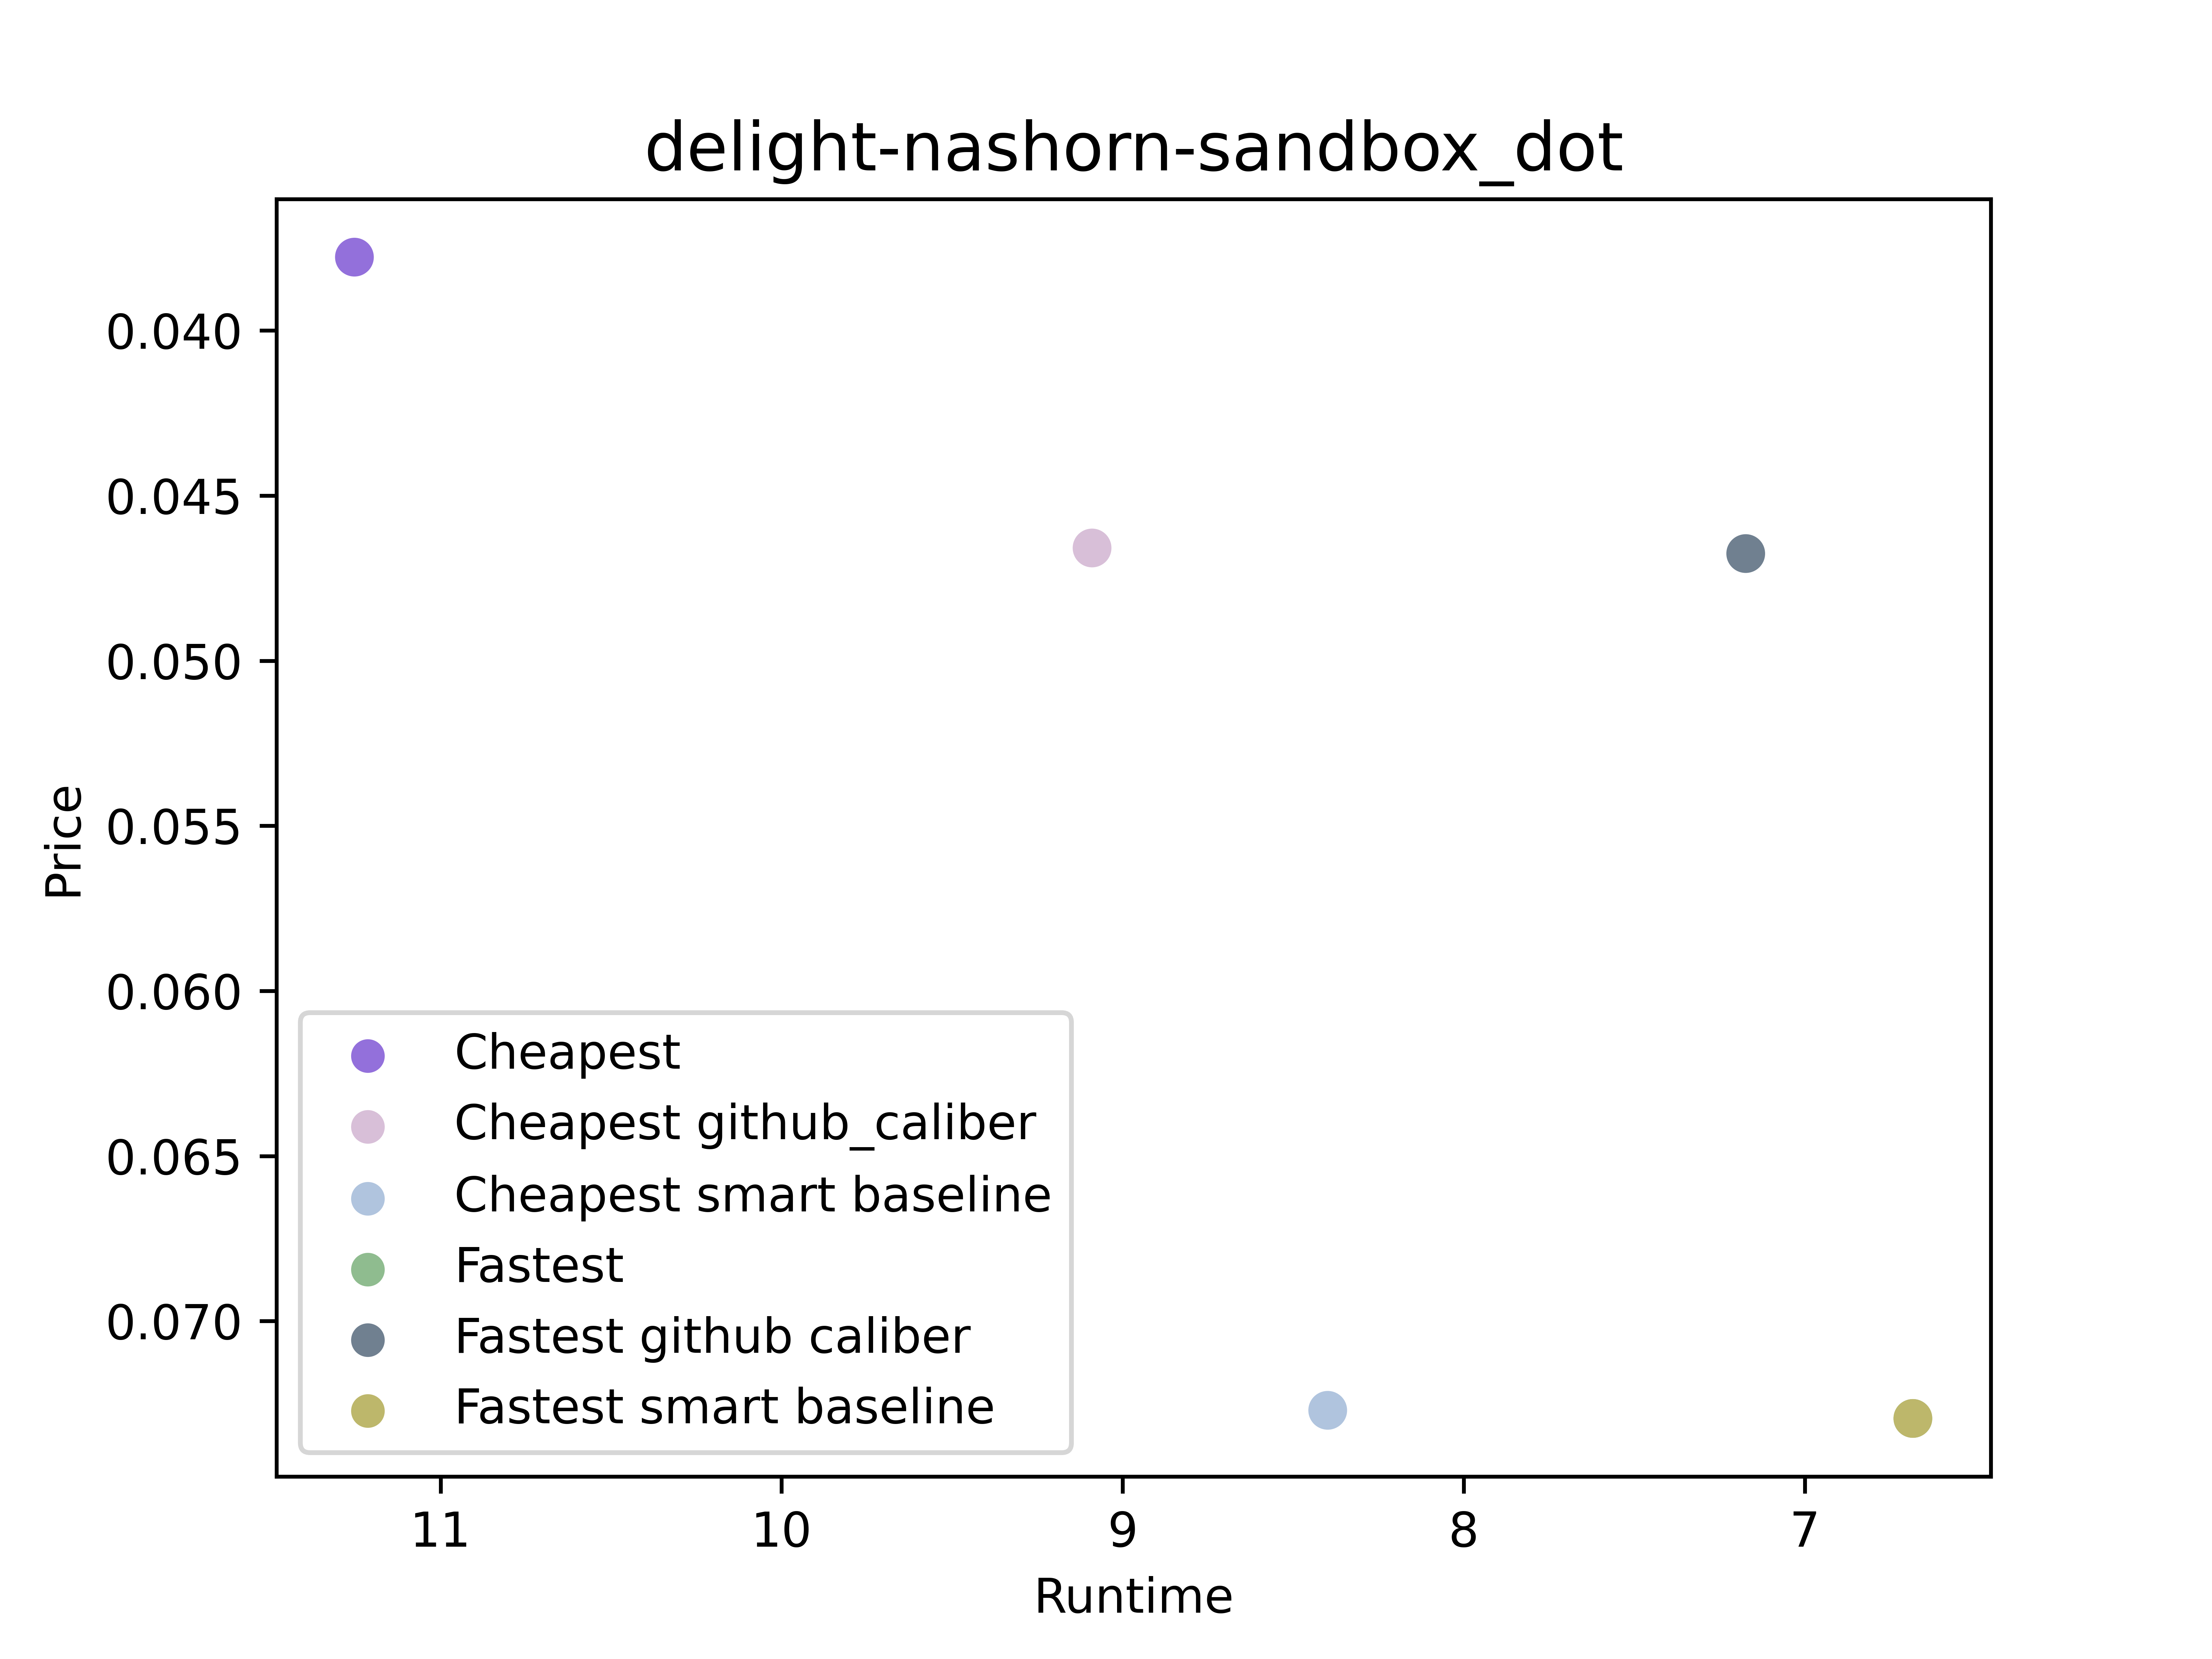 delight-nashorn-sandbox_dot
0.040
0.045
0.050
0.055
0.060
0.065
0.070
Price
Cheapest
Cheapest github_caliber
Cheapest smart baseline
Fastest
Fastest github caliber
Fastest smart baseline
11 10 9 8 7
Runtime